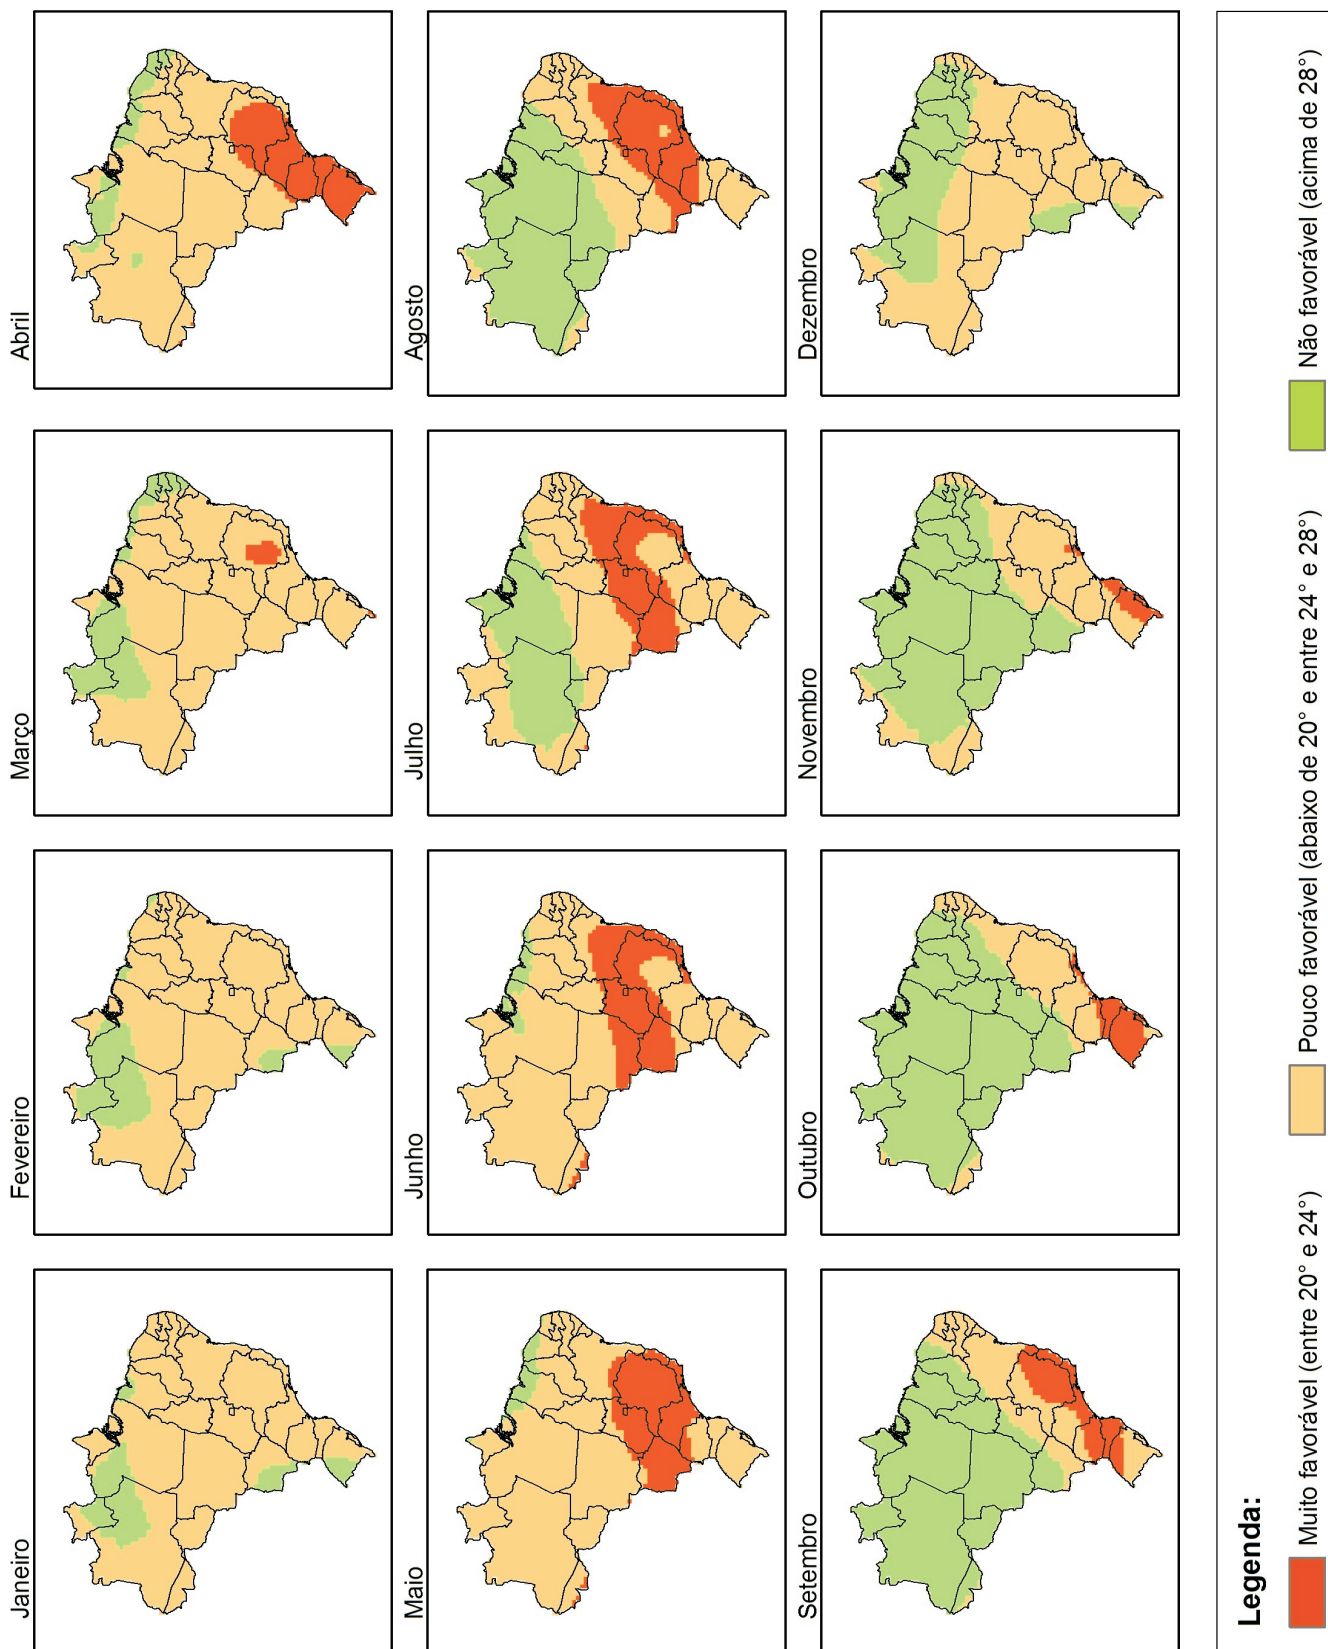 Janeiro
Fevereiro
Março
Abril
Maio
Junho
Julho
Agosto
Setembro
Outubro
Novembro
Dezembro
Legenda:
Muito favorável (entre 20° e 24°)
Pouco favorável (abaixo de 20° e entre 24° e 28°)
Não favorável (acima de 28°)